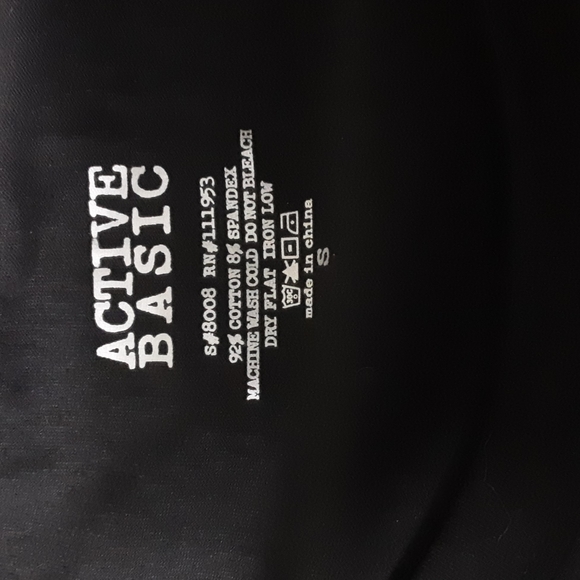 ACTIVE
BASIC
S#8008 RN#111953
92% COTTON 8% SPANDEX
MACHINE WASH COLD DO NOT BLEACH
DRY FLAT IRON LOW
30C
made in china
S